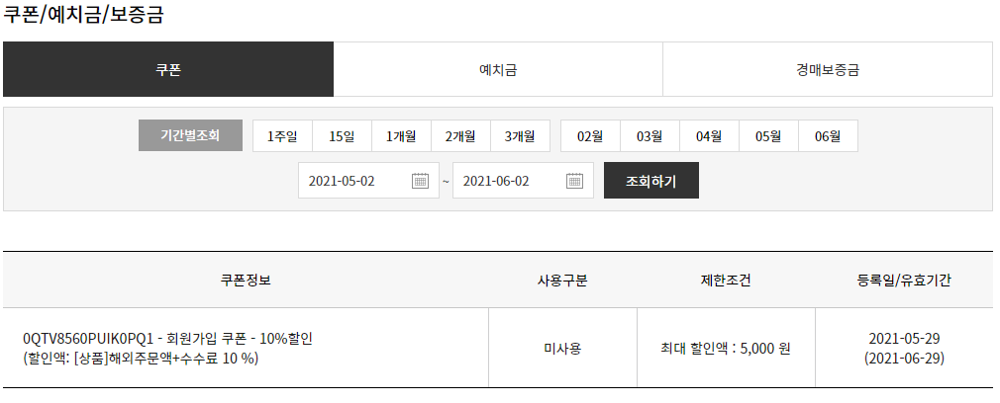 쿠폰/예치금/보증금
쿠폰 예치금 경매보증금
기간별조회 1주일 15일 1개월 2개월 3개월 02월 03월 04월 05월 06월
2021-05-02 ~ 2021-06-02 조회하기
쿠폰정보 사용구분 제한조건 등록일/유효기간
0QTV8560PUIK0PQ1 - 회원가입 쿠폰 - 10%할인
(할인액: [상품]해외주문액+수수료 10 %)
미사용
최대 할인액 : 5,000 원
2021-05-29
(2021-06-29)